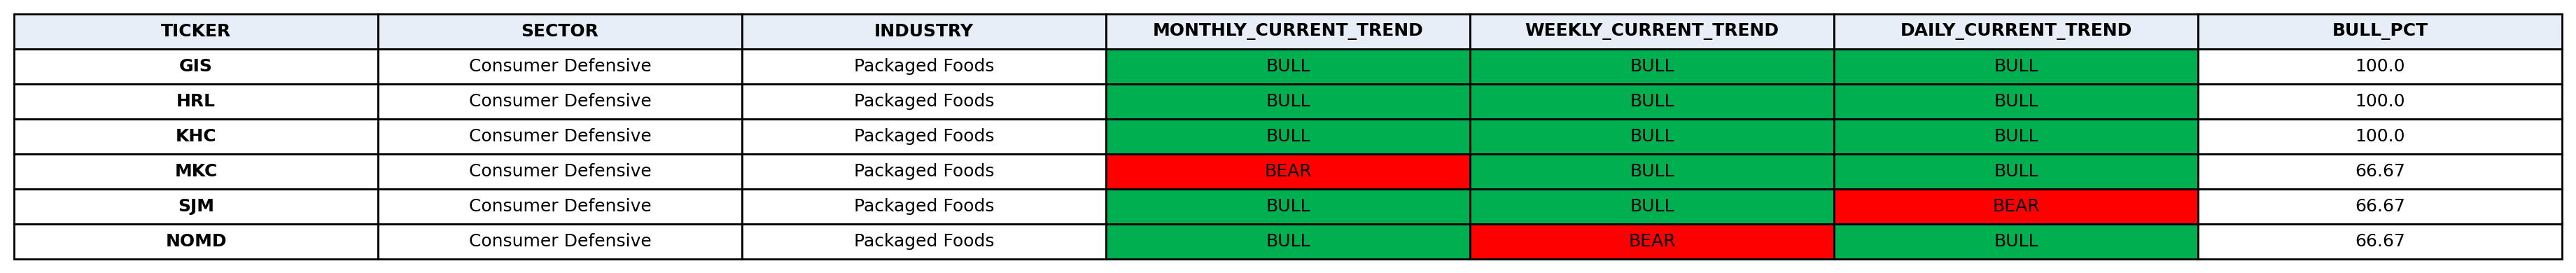 TICKER SECTOR INDUSTRY MONTHLY_CURRENT_TREND WEEKLY_CURRENT_TREND DAILY_CURRENT_TREND BULL_PCT
GIS Consumer Defensive Packaged Foods BULL BULL BULL 100.0
HRL Consumer Defensive Packaged Foods BULL BULL BULL 100.0
KHC Consumer Defensive Packaged Foods BULL BULL BULL 100.0
MKC Consumer Defensive Packaged Foods BEAR BULL BULL 66.67
SJM Consumer Defensive Packaged Foods BULL BULL BEAR 66.67
NOMD Consumer Defensive Packaged Foods BULL BEAR BULL 66.67